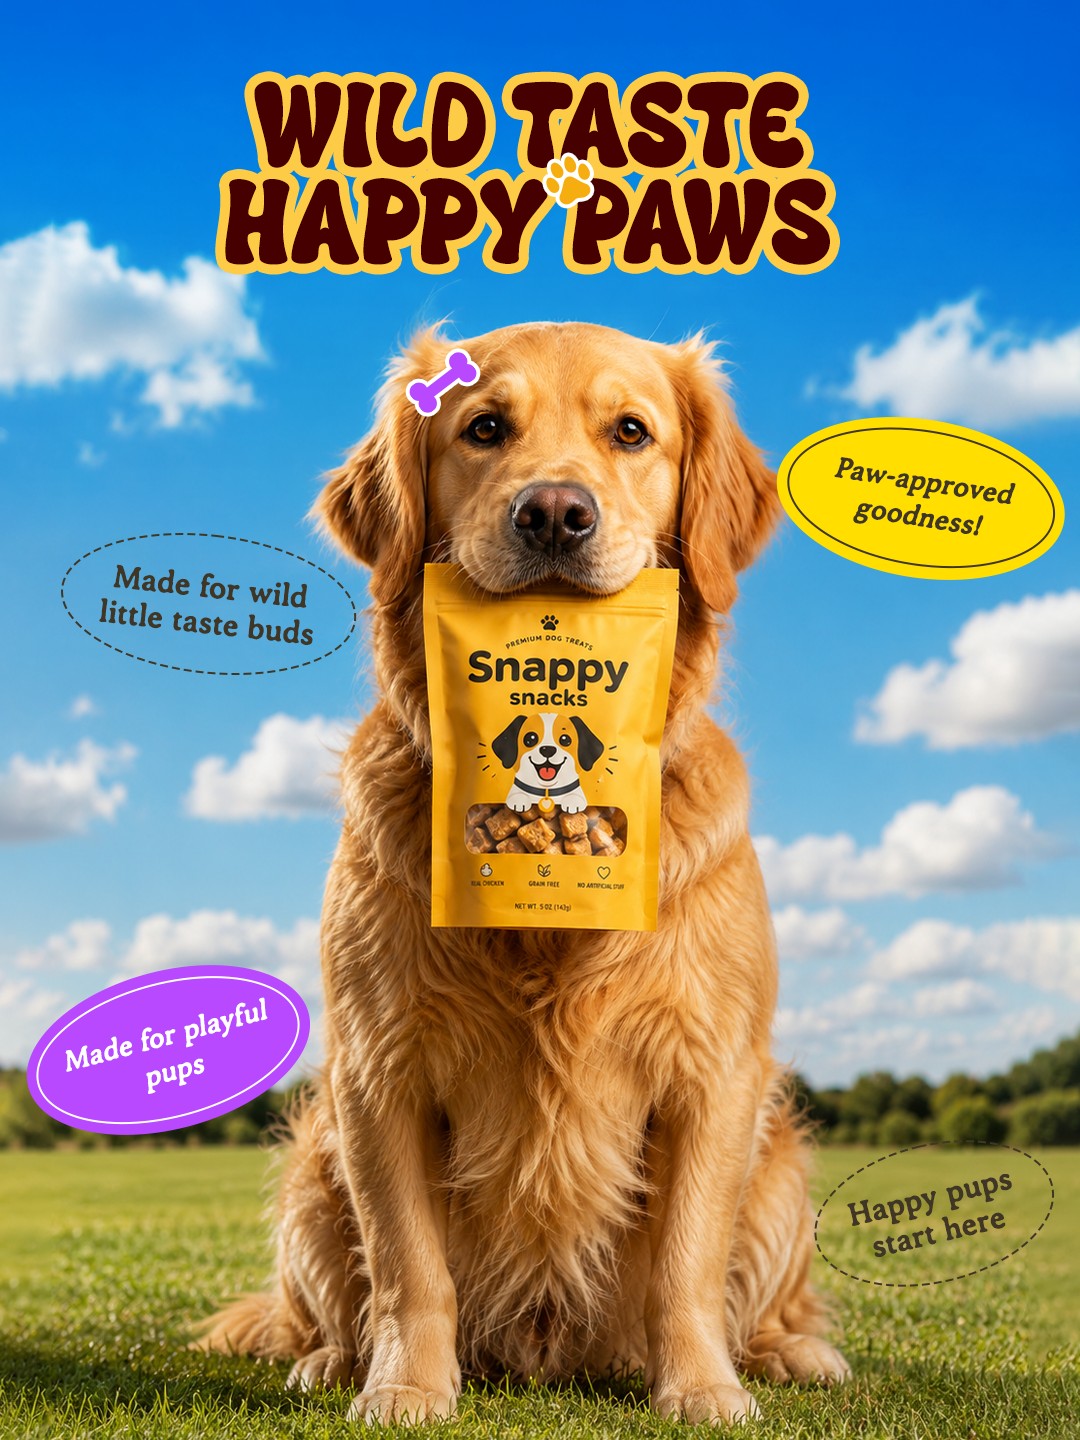 WILD TASTE
HAPPY PAWS
Paw-approved
goodness!
Made for wild
little taste buds
PREMIUM DOG TREATS
Snappy
snacks
REAL CHICKEN
GRAIN FREE
NO ARTIFICIAL STUFF
NET WT. 5 OZ (142g)
Made for playful
pups
Happy pups
start here